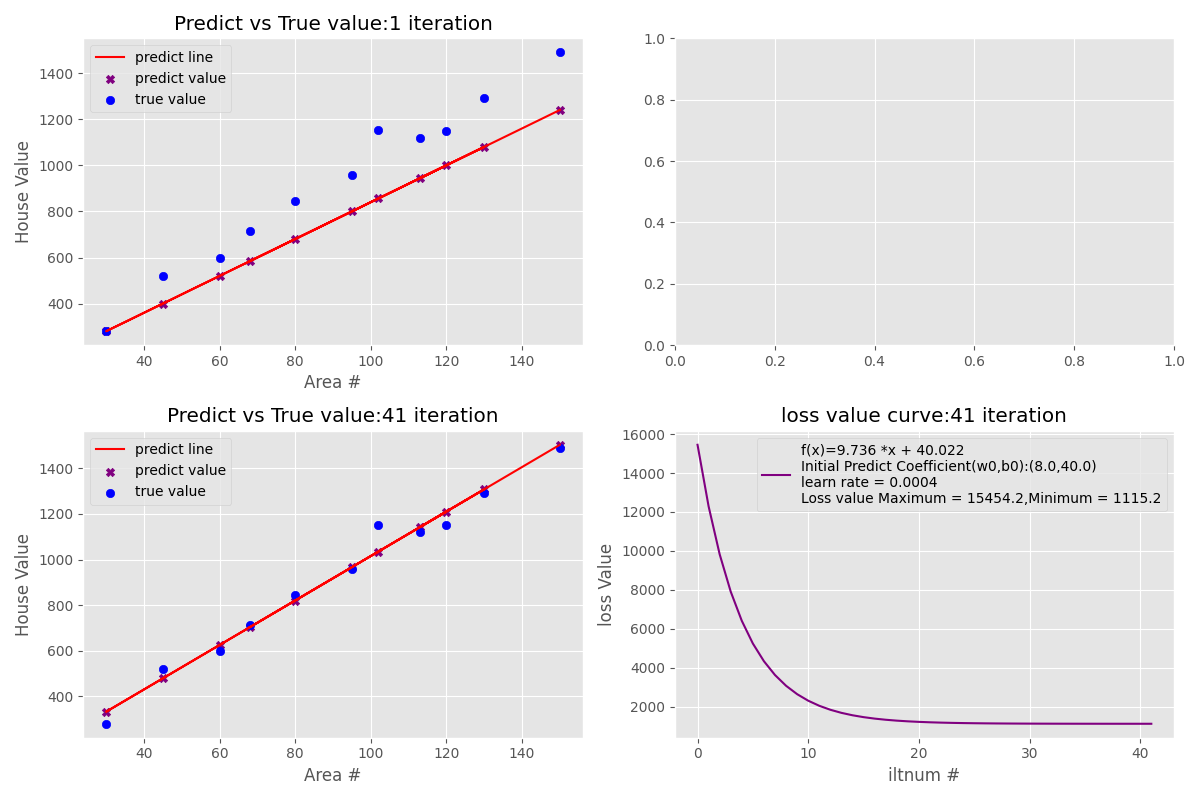 Predict vs True value:1 iteration
predict line
predict value
true value
House Value
1400
1200
1000
800
600
400
40 60 80 100 120 140
Area #
1.0
0.8
0.6
0.4
0.2
0.0
0.0 0.2 0.4 0.6 0.8 1.0
Predict vs True value:41 iteration
predict line
predict value
true value
House Value
1400
1200
1000
800
600
400
40 60 80 100 120 140
Area #
loss value curve:41 iteration
f(x)=9.736 *x + 40.022
Initial Predict Coefficient(w0,b0):(8.0,40.0)
learn rate = 0.0004
Loss value Maximum = 15454.2,Minimum = 1115.2
loss Value
16000
14000
12000
10000
8000
6000
4000
2000
0 10 20 30 40
iltnum #